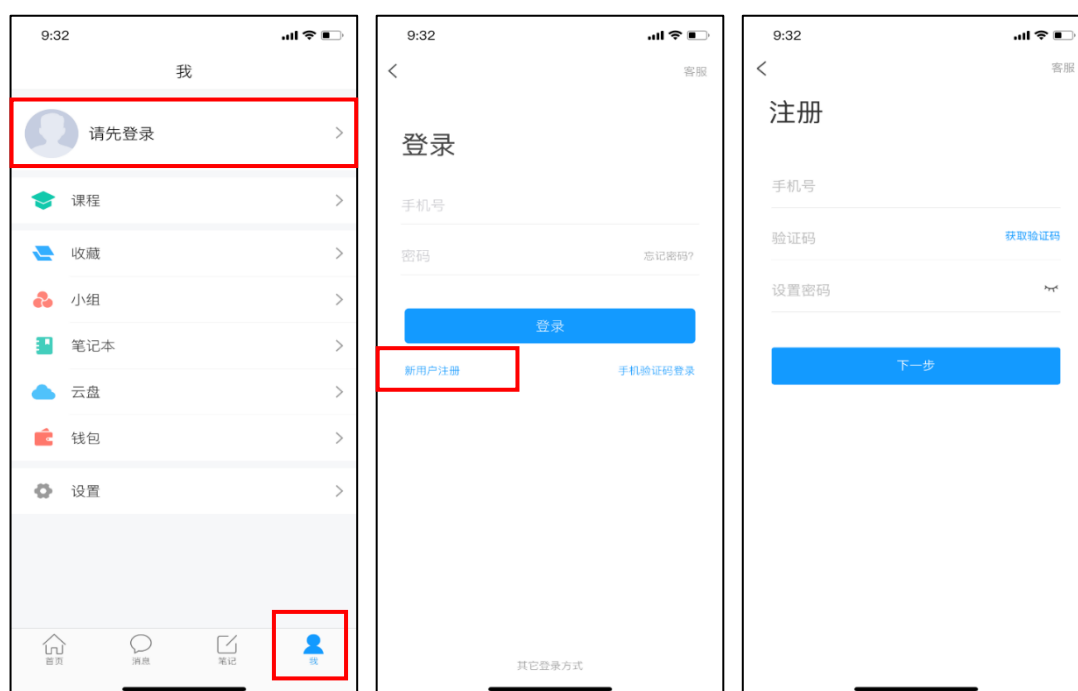 9:32
我
请先登录
课程
收藏
小组
笔记本
云盘
钱包
设置
首页
消息
笔记
我
9:32
客服
登录
手机号
密码
忘记密码?
登录
新用户注册
手机验证码登录
其它登录方式
9:32
客服
注册
手机号
验证码
获取验证码
设置密码
下一步